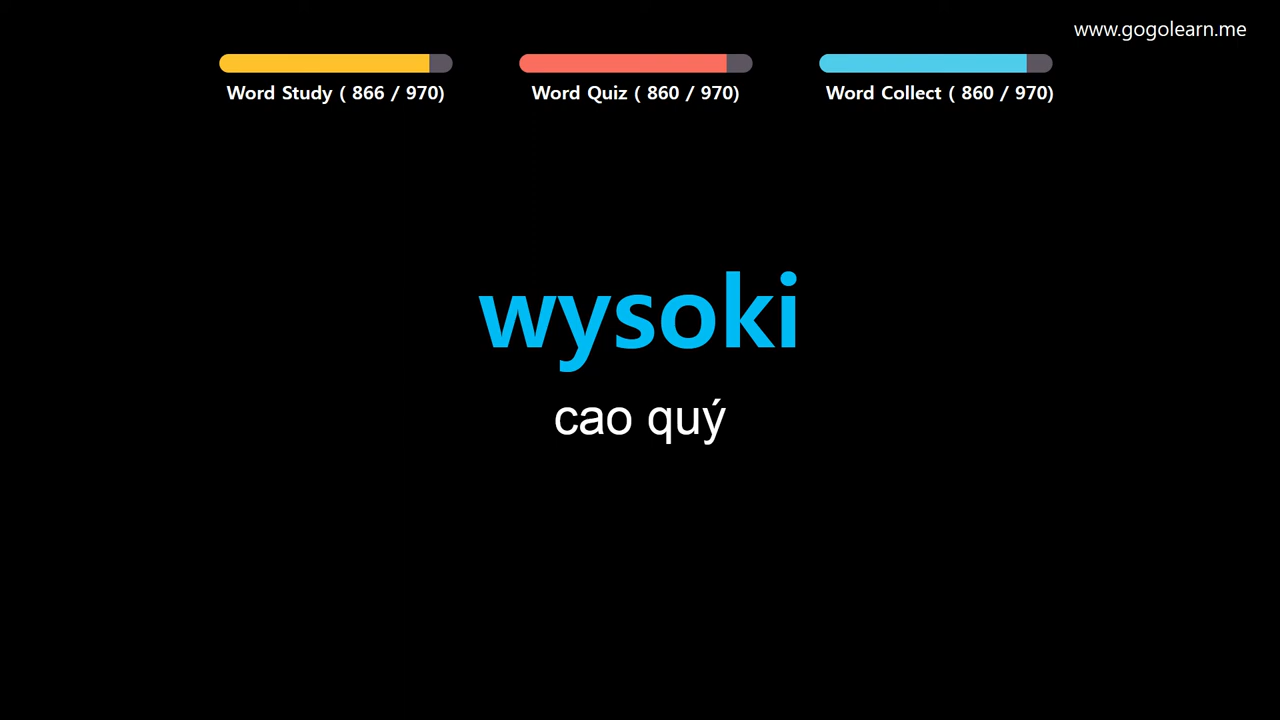 www.gogolearn.me
Word Study ( 866 / 970)
Word Quiz ( 860 / 970)
Word Collect ( 860 / 970)
wysoki
cao quý